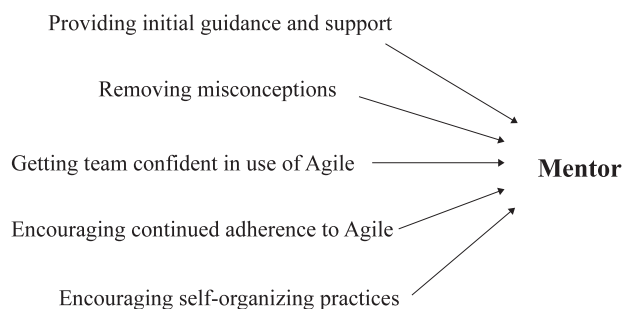 Providing initial guidance and support
Removing misconceptions
Getting team confident in use of Agile
Mentor
Encouraging continued adherence to Agile
Encouraging self-organizing practices